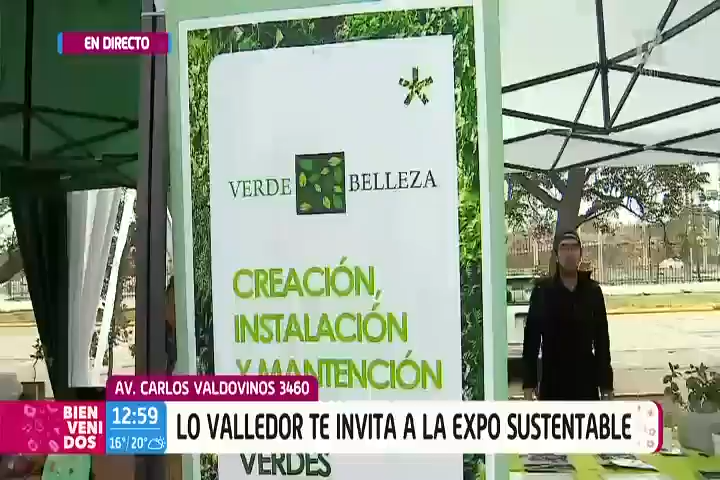 EN DIRECTO
VERDE BELLEZA
CREACIÓN,
INSTALACIÓN
Y MANTENCIÓN
AV. CARLOS VALDOVINOS 3460
BIEN
VENI
DOS
12:59
16°/20°
LO VALLEDOR TE INVITA A LA EXPO SUSTENTABLE
VERDES